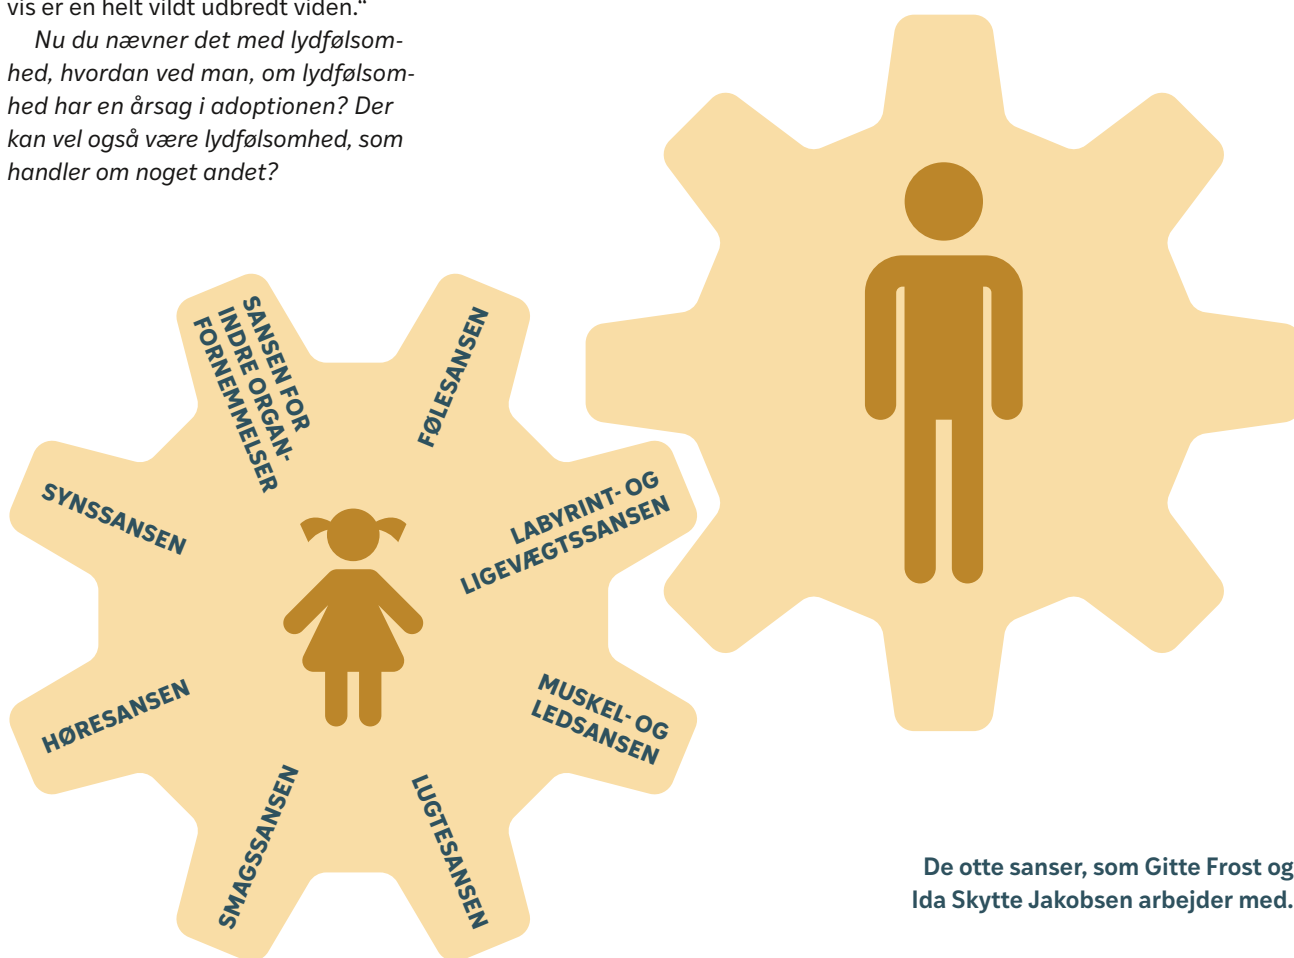 vis er en helt vildt udbredt viden.“
Nu du nævner det med lydfølsom-
hed, hvordan ved man, om lydfølsom-
hed har en årsag i adoptionen? Der
kan vel også være lydfølsomhed, som
handler om noget andet?
SANSEN FOR
INDRE ORGAN-
FORNEMMELSER
FØLESANSEN
LABYRINT- OG
LIGEVÆGTSSANSEN
MUSKEL- OG
LEDSANSEN
LUGTESANSEN
SMAGSSANSEN
HØRESANSEN
SYNSSANSEN
De otte sanser, som Gitte Frost og
Ida Skytte Jakobsen arbejder med.